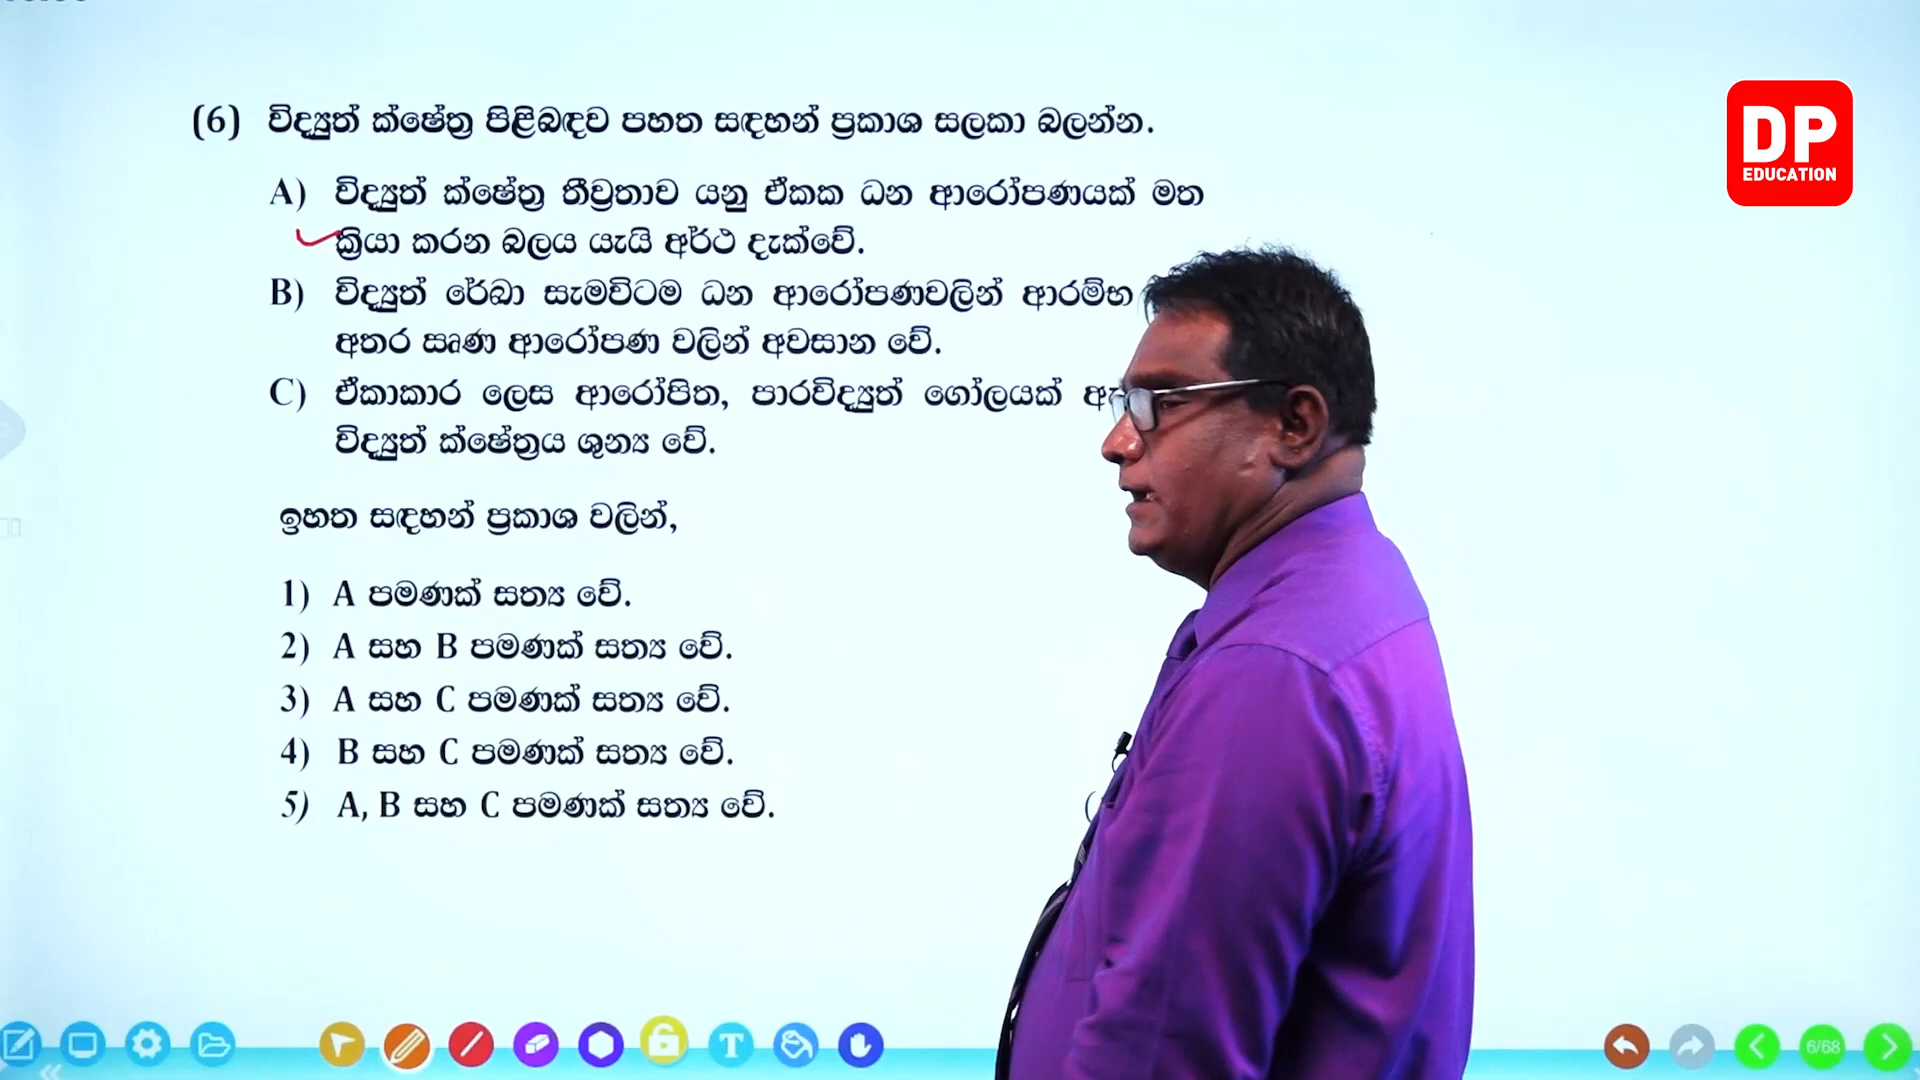 (6) විද්‍යුත් ක්ෂේත්‍ර පිළිබඳව පහත සඳහන් ප්‍රකාශ සලකා බලන්න.
DP
EDUCATION
A) විද්‍යුත් ක්ෂේත්‍ර තීව්‍රතාව යනු ඒකක ධන ආරෝපණයක් මත
ක්‍රියා කරන බලය යැයි අර්ථ දැක්වේ.
B) විද්‍යුත් රේඛා සැමවිටම ධන ආරෝපණවලින් ආරම්භ
අතර ඍණ ආරෝපණ වලින් අවසාන වේ.
C) ඒකාකාර ලෙස ආරෝපිත, පාරවිද්‍යුත් ගෝලයක්
විද්‍යුත් ක්ෂේත්‍රය ශුන්‍ය වේ.
ඉහත සඳහන් ප්‍රකාශ වලින්,
1) A පමණක් සත්‍ය වේ.
2) A සහ B පමණක් සත්‍ය වේ.
3) A සහ C පමණක් සත්‍ය වේ.
4) B සහ C පමණක් සත්‍ය වේ.
5) A, B සහ C පමණක් සත්‍ය වේ.
T
6/68